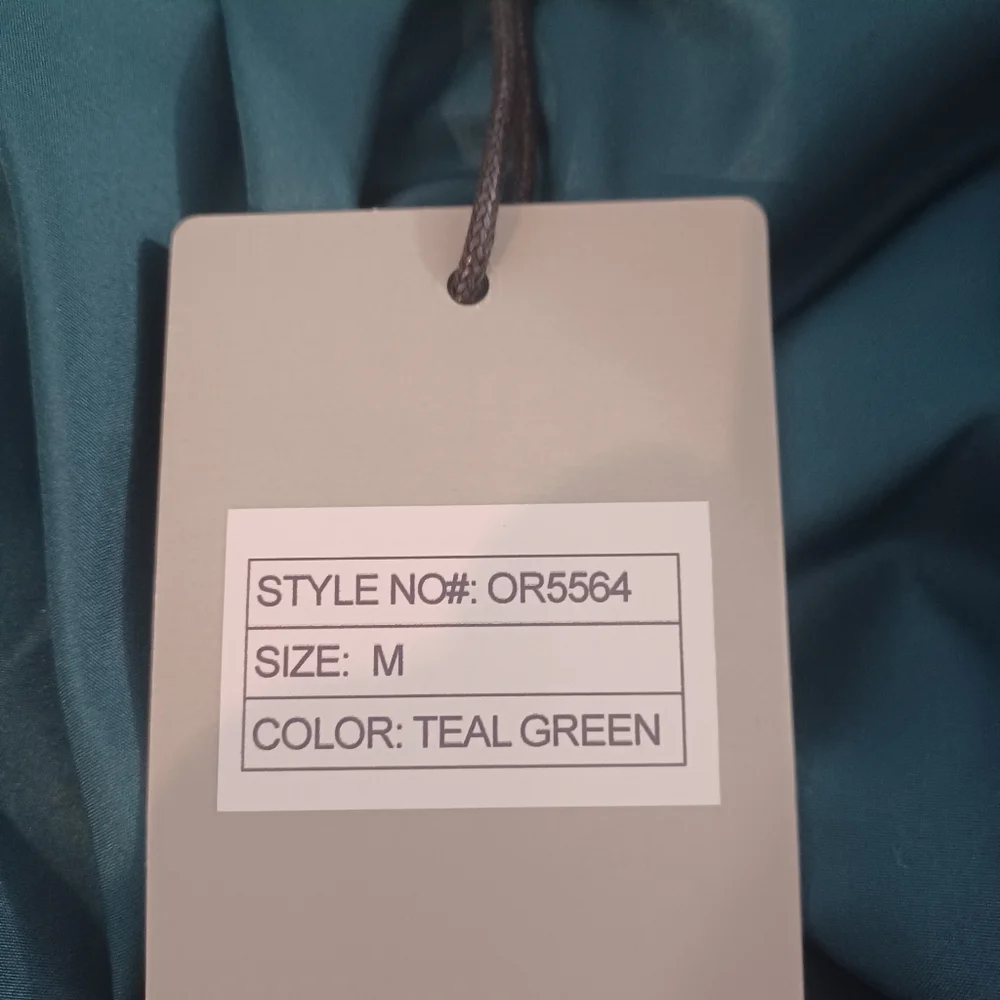 STYLE NO#: OR5564
SIZE: M
COLOR: TEAL GREEN